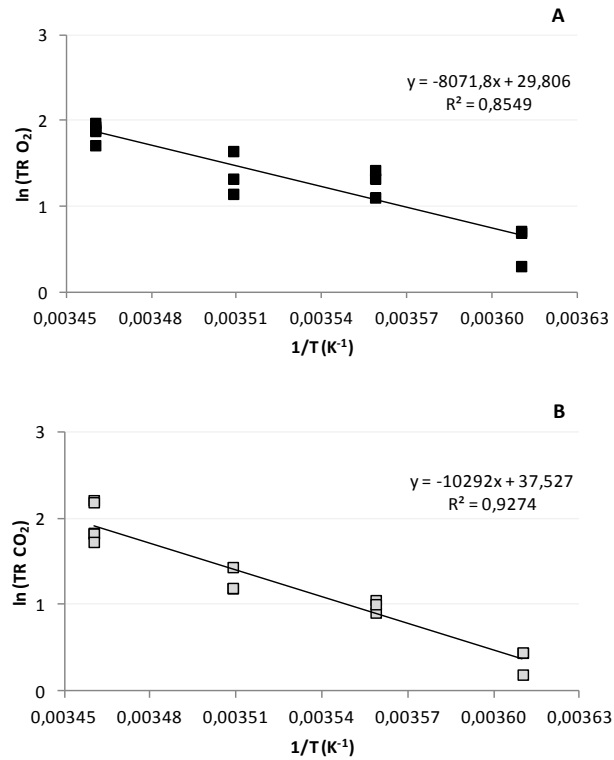 A
3
2
1
0
ln (TR O₂)
y = -8071,8x + 29,806
R² = 0,8549
0,00345 0,00348 0,00351 0,00354 0,00357 0,00360 0,00363
1/T (K⁻¹)
B
3
2
1
0
ln (TR CO₂)
y = -10292x + 37,527
R² = 0,9274
0,00345 0,00348 0,00351 0,00354 0,00357 0,00360 0,00363
1/T (K⁻¹)